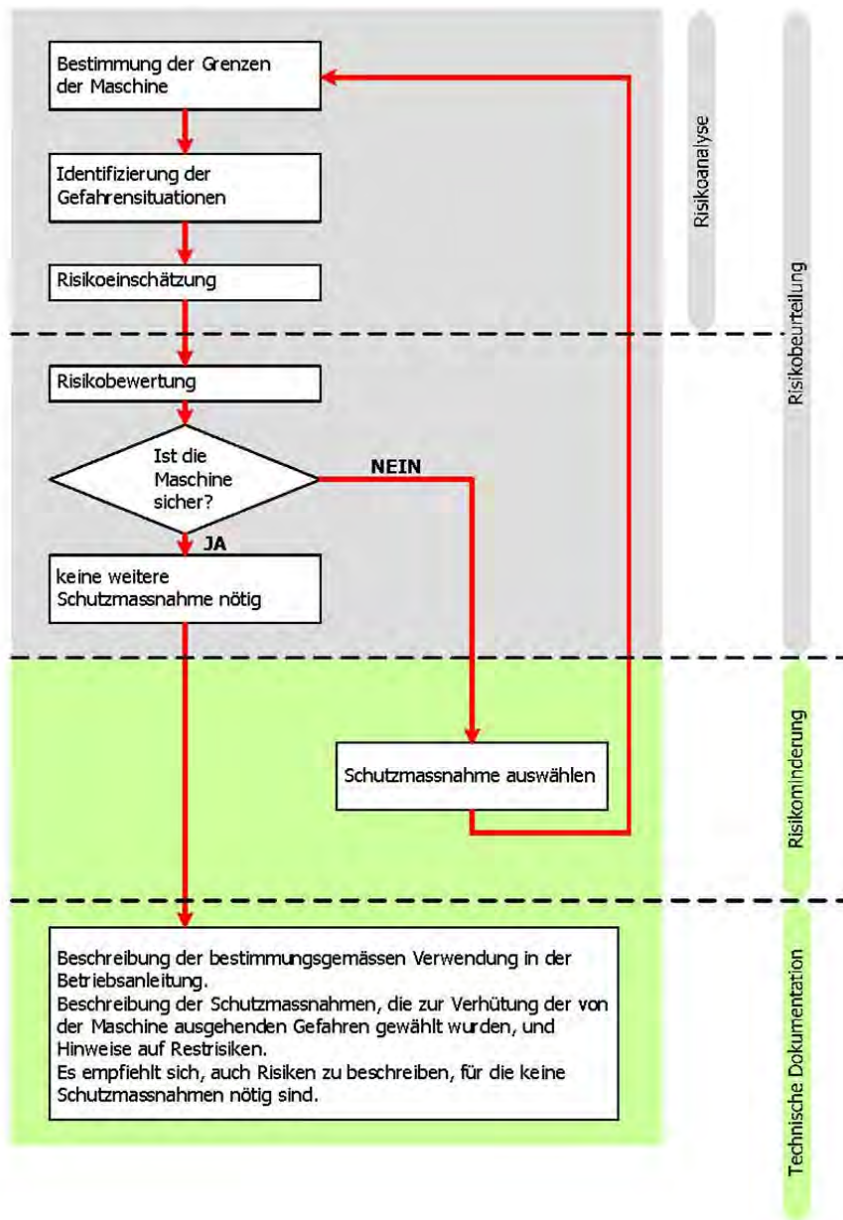 Bestimmung der Grenzen
der Maschine
Identifizierung der
Gefahrensituationen
Risikoeinschätzung
Risikobewertung
Ist die
Maschine
sicher?
NEIN
JA
keine weitere
Schutzmassnahme nötig
Schutzmassnahme auswählen
Beschreibung der bestimmungsgemässen Verwendung in der
Betriebsanleitung.
Beschreibung der Schutzmassnahmen, die zur Verhütung der von
der Maschine ausgehenden Gefahren gewählt wurden, und
Hinweise auf Restrisiken.
Es empfiehlt sich, auch Risiken zu beschreiben, für die keine
Schutzmassnahmen nötig sind.
Risikoanalyse
Risikobeurteilung
Risikominderung
Technische Dokumentation